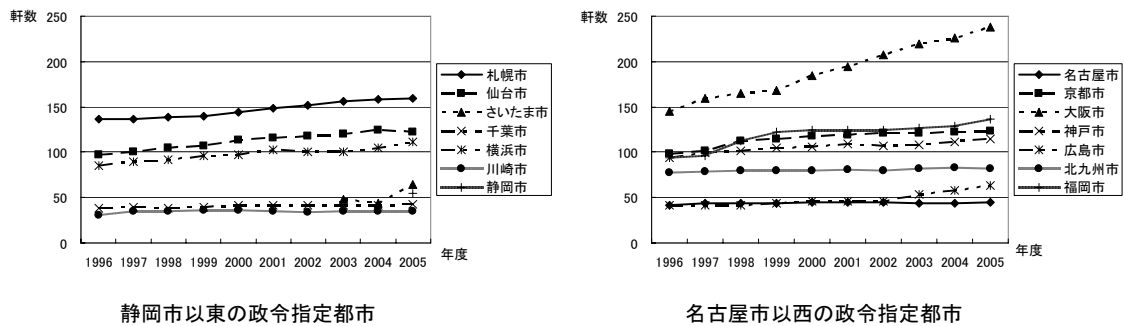 軒数
250
200
150
100
50
0
1996 1997 1998 1999 2000 2001 2002 2003 2004 2005
年度
札幌市
仙台市
さいたま市
千葉市
横浜市
川崎市
静岡市
静岡市以東の政令指定都市
軒数
250
200
150
100
50
0
1996 1997 1998 1999 2000 2001 2002 2003 2004 2005
年度
名古屋市
京都市
大阪市
神戸市
広島市
北九州市
福岡市
名古屋市以西の政令指定都市